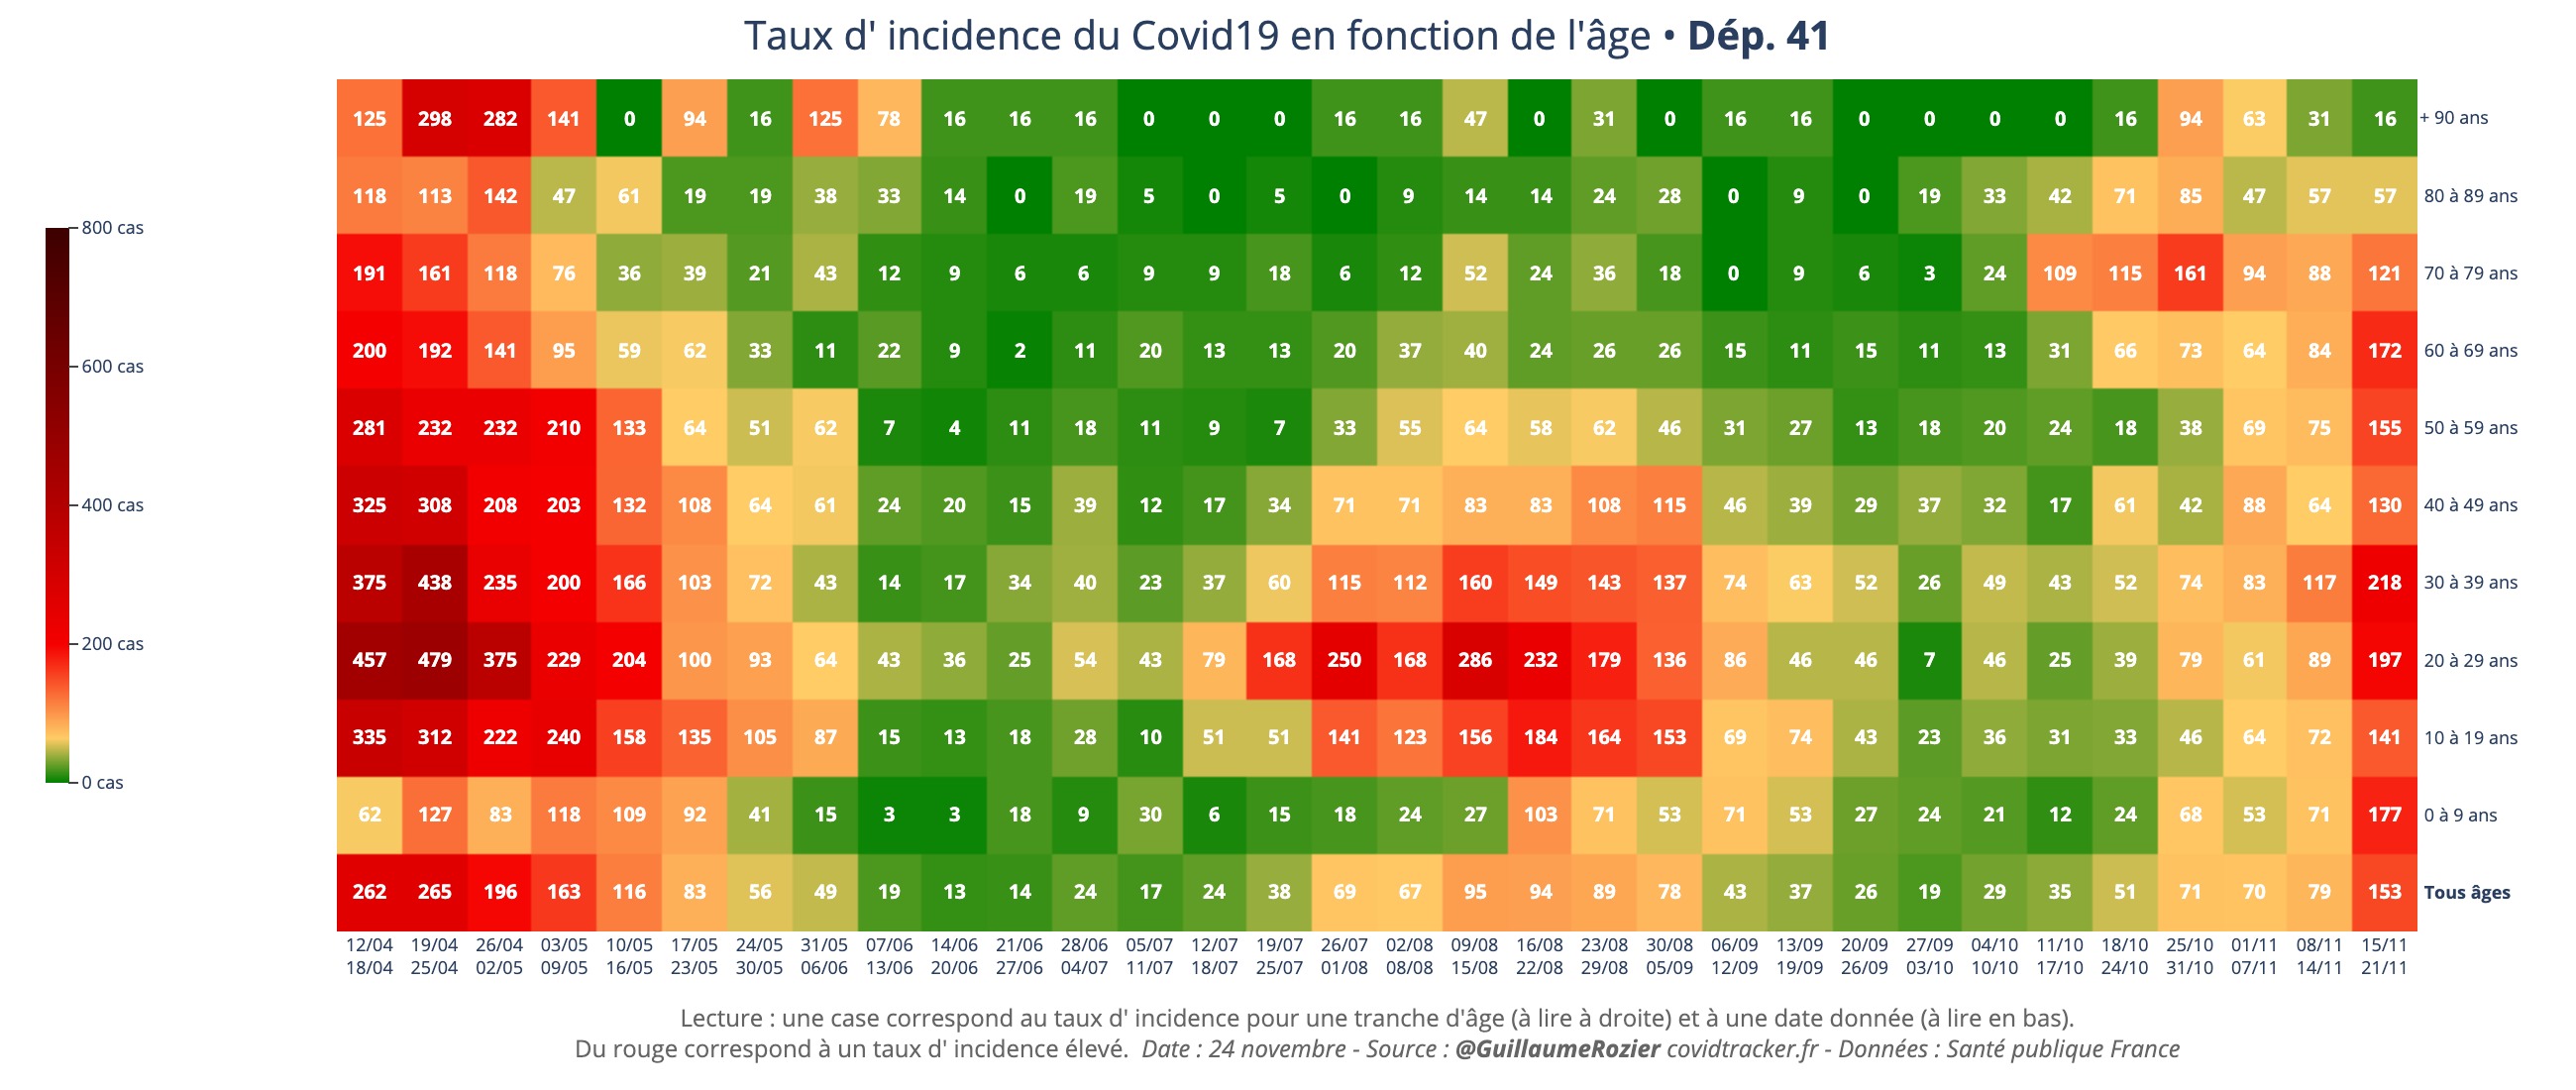 Taux d' incidence du Covid19 en fonction de l'âge • Dép. 41
125 298 282 141 0 94 16 125 78 16 16 16 0 0 0 16 16 47 0 31 0 16 16 0 0 0 0 16 94 63 31 16 + 90 ans
118 113 142 47 61 19 19 38 33 14 0 19 5 0 5 0 9 14 14 24 28 0 9 0 19 33 42 71 85 47 57 57 80 à 89 ans
191 161 118 76 36 39 21 43 12 9 6 6 9 9 18 6 12 52 24 36 18 0 9 6 3 24 109 115 161 94 88 121 70 à 79 ans
200 192 141 95 59 62 33 11 22 9 2 11 20 13 13 20 37 40 24 26 26 15 11 15 11 13 31 66 73 64 84 172 60 à 69 ans
281 232 232 210 133 64 51 62 7 4 11 18 11 9 7 33 55 64 58 62 46 31 27 13 18 20 24 18 38 69 75 155 50 à 59 ans
325 308 208 203 132 108 64 61 24 20 15 39 12 17 34 71 71 83 83 108 115 46 39 29 37 32 17 61 42 88 64 130 40 à 49 ans
375 438 235 200 166 103 72 43 14 17 34 40 23 37 60 115 112 160 149 143 137 74 63 52 26 49 43 52 74 83 117 218 30 à 39 ans
457 479 375 229 204 100 93 64 43 36 25 54 43 79 168 250 168 286 232 179 136 86 46 46 7 46 25 39 79 61 89 197 20 à 29 ans
335 312 222 240 158 135 105 87 15 13 18 28 10 51 51 141 123 156 184 164 153 69 74 43 23 36 31 33 46 64 72 141 10 à 19 ans
62 127 83 118 109 92 41 15 3 3 18 9 30 6 15 18 24 27 103 71 53 71 53 27 24 21 12 24 68 53 71 177 0 à 9 ans
262 265 196 163 116 83 56 49 19 13 14 24 17 24 38 69 67 95 94 89 78 43 37 26 19 29 35 51 71 70 79 153 Tous âges
12/04 19/04 26/04 03/05 10/05 17/05 24/05 31/05 07/06 14/06 21/06 28/06 05/07 12/07 19/07 26/07 02/08 09/08 16/08 23/08 30/08 06/09 13/09 20/09 27/09 04/10 11/10 18/10 25/10 01/11 08/11 15/11
18/04 25/04 02/05 09/05 16/05 23/05 30/05 06/06 13/06 20/06 27/06 04/07 11/07 18/07 25/07 01/08 08/08 15/08 22/08 29/08 05/09 12/09 19/09 26/09 03/10 10/10 17/10 24/10 31/10 07/11 14/11 21/11
800 cas
600 cas
400 cas
200 cas
0 cas
Lecture : une case correspond au taux d' incidence pour une tranche d'âge (à lire à droite) et à une date donnée (à lire en bas).
Du rouge correspond à un taux d' incidence élevé. Date : 24 novembre - Source : @GuillaumeRozier covidtracker.fr - Données : Santé publique France